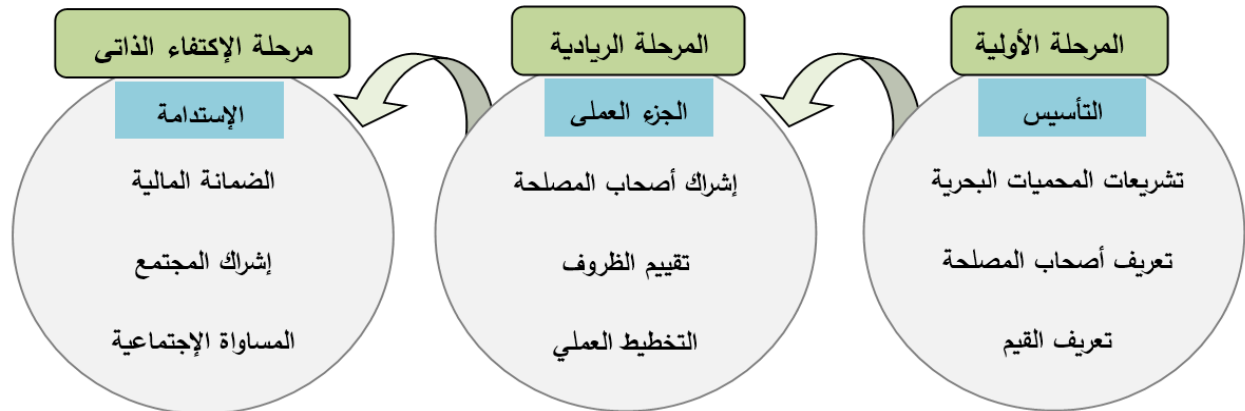 المرحلة الأولية
التأسيس
تشريعات المحميات البحرية
تعريف أصحاب المصلحة
تعريف القيم
المرحلة الريادية
الجزء العملى
إشراك أصحاب المصلحة
تقييم الظروف
التخطيط العملي
مرحلة الإكتفاء الذاتى
الإستدامة
الضمانة المالية
إشراك المجتمع
المساواة الإجتماعية